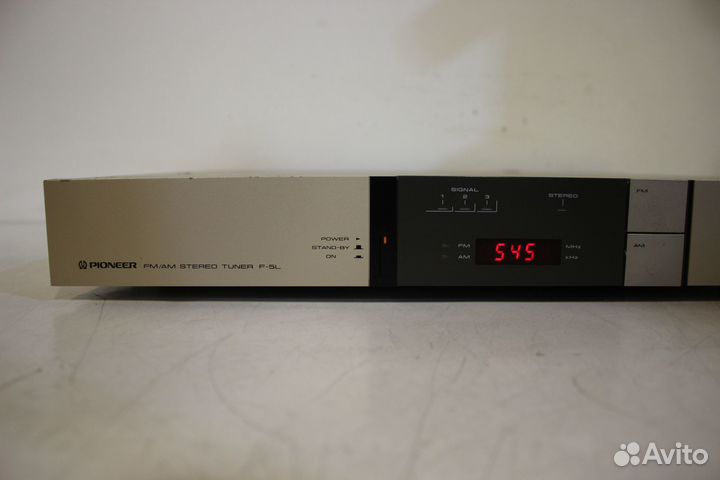 SIGNAL
1 2 3
STEREO
FM
POWER
STAND-BY
ON
FM 545 MHz
AM kHz
AM
PIONEER FM/AM STEREO TUNER F-5L
Avito